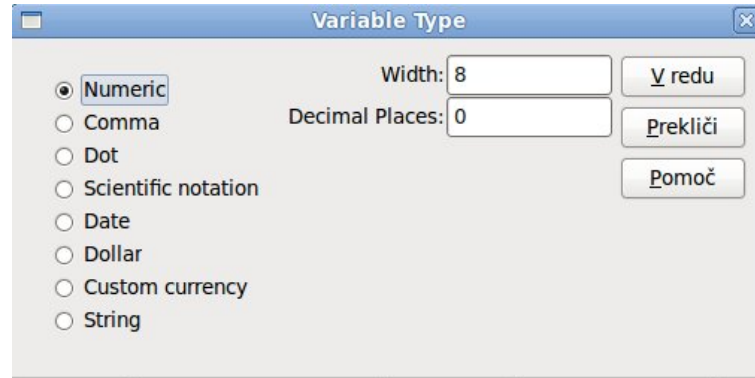 Variable Type
Numeric
Comma
Dot
Scientific notation
Date
Dollar
Custom currency
String
Width: 8
Decimal Places: 0
V redu
Prekliči
Pomoč